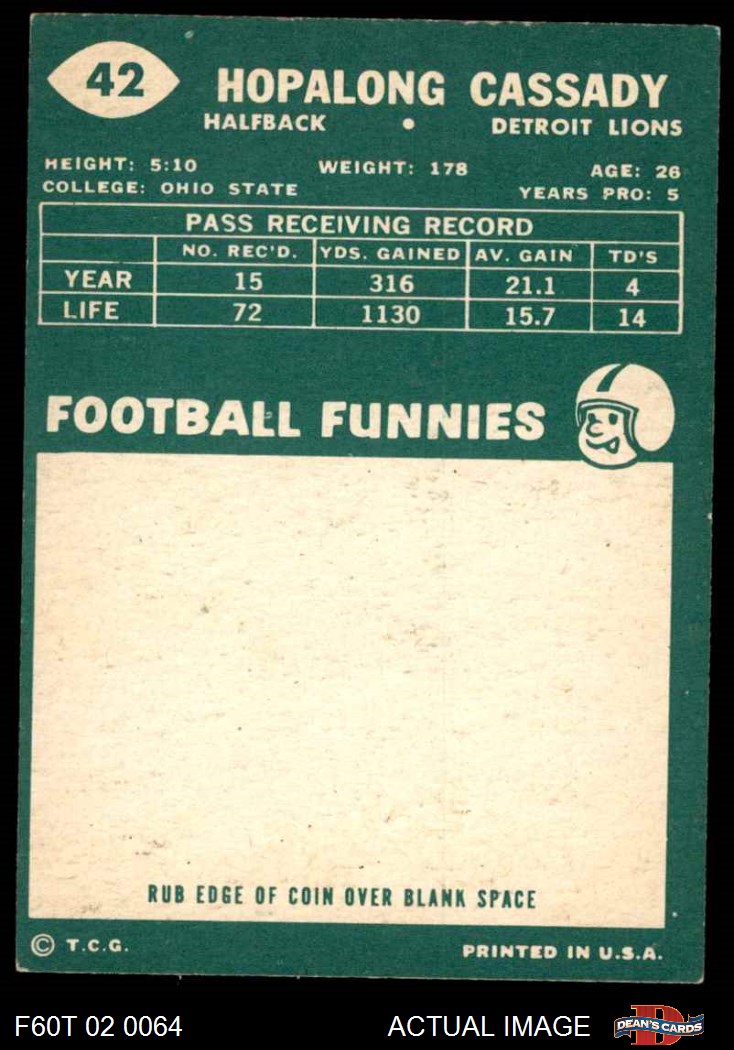 42
HOPALONG CASSADY
HALFBACK • DETROIT LIONS
HEIGHT: 5:10 WEIGHT: 178 AGE: 26
COLLEGE: OHIO STATE YEARS PRO: 5
PASS RECEIVING RECORD
NO. REC'D. YDS. GAINED AV. GAIN TD'S
YEAR 15 316 21.1 4
LIFE 72 1130 15.7 14
FOOTBALL FUNNIES
RUB EDGE OF COIN OVER BLANK SPACE
© T.C.G. PRINTED IN U.S.A.
F60T 02 0064 ACTUAL IMAGE D DEAN'S CARDS